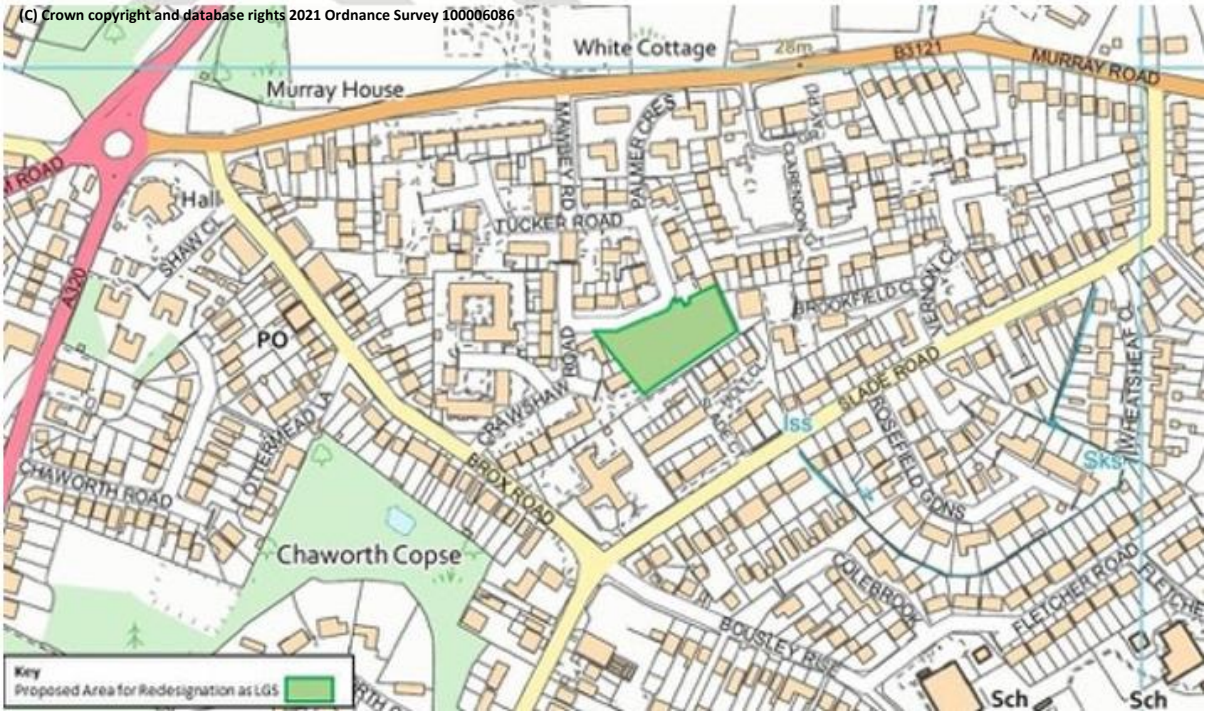 (C) Crown copyright and database rights 2021 Ordnance Survey 100006086
White Cottage
28m
B3121
MURRAY ROAD
Murray House
MANSEY RD
PALMER CRES
CLARENDON
M ROAD
Hall
TUCKER ROAD
SHAW CL
A320
BROOKFIELD CL
VERNON CL
PO
CRAWSHAW
SLADE ROAD
WHEATSHEAF CL
Iss
ROSEFIELD GDNS
Sks
OTTERMEAD LA
BROX ROAD
CHAWORTH ROAD
Chaworth Copse
COLEBROOK
FLETCHER ROAD
BOUSLEY RISE
Key
Proposed Area for Redesignation as LGS
Sch
Sch